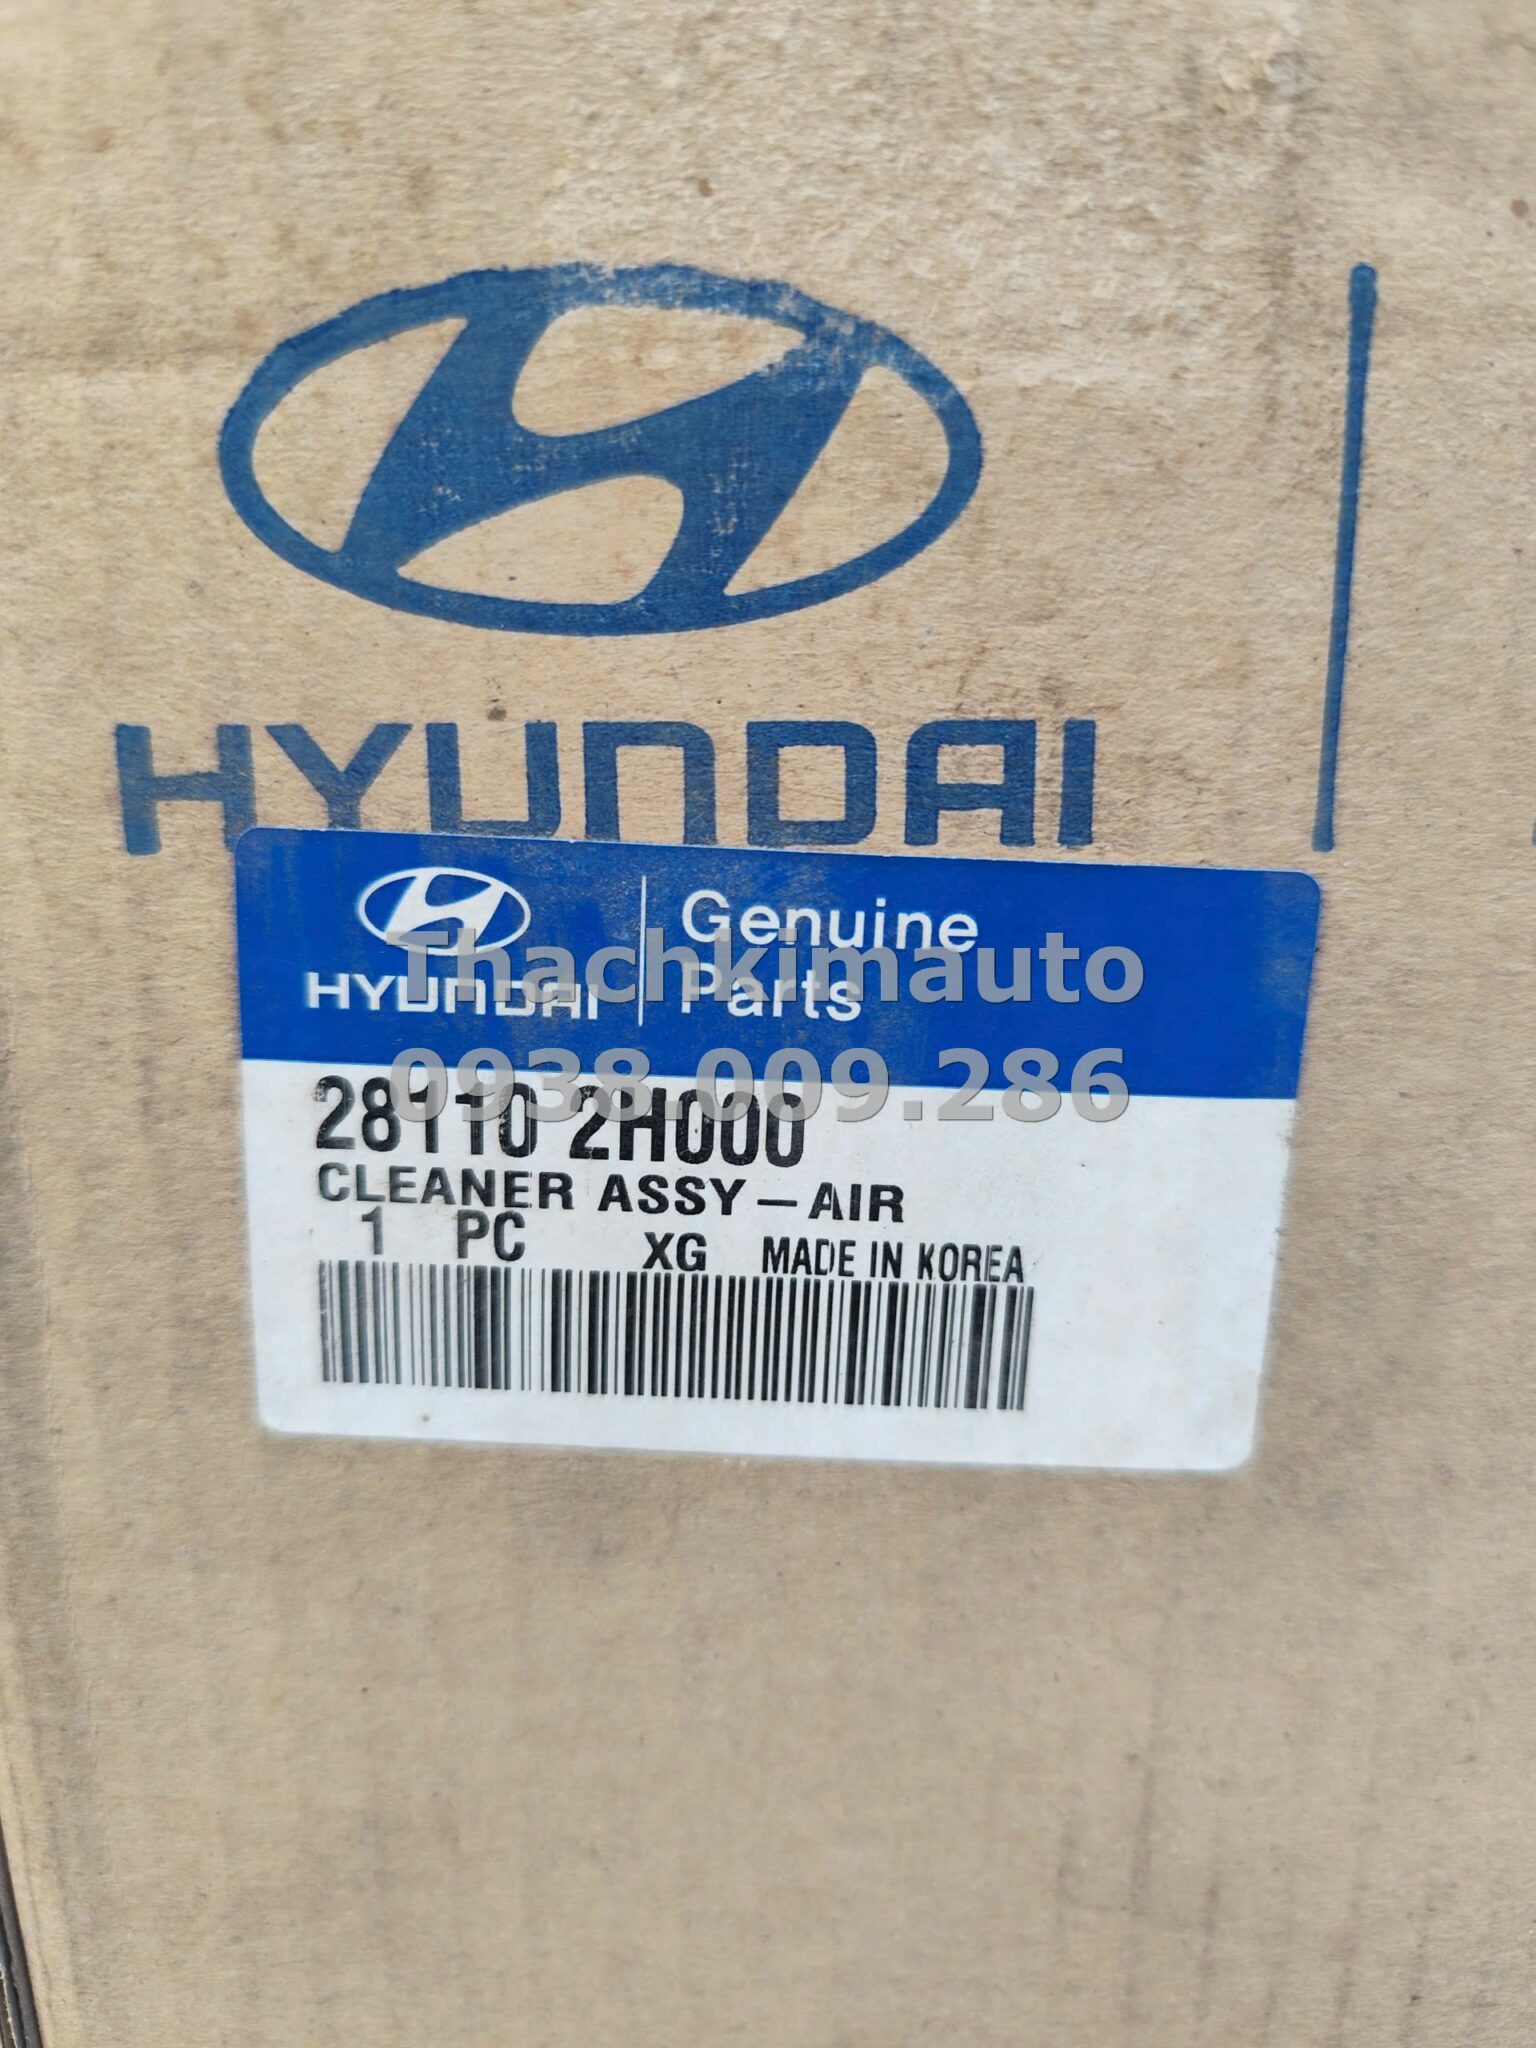 HYUNDAI
HYUNDAI
Genuine
Parts
Thachkimauto
0938.009.286
28110 2H000
CLEANER ASSY-AIR
1 PC XG MADE IN KOREA